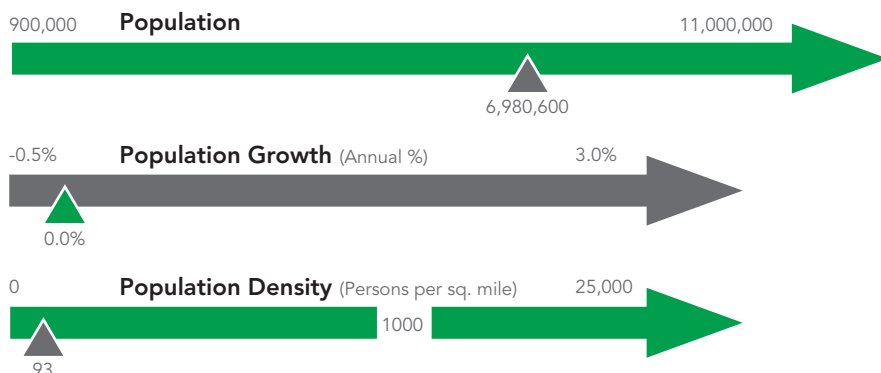 900,000 Population 11,000,000
6,980,600
-0.5% Population Growth (Annual %) 3.0%
0.0%
0 Population Density (Persons per sq. mile) 25,000
1000
93